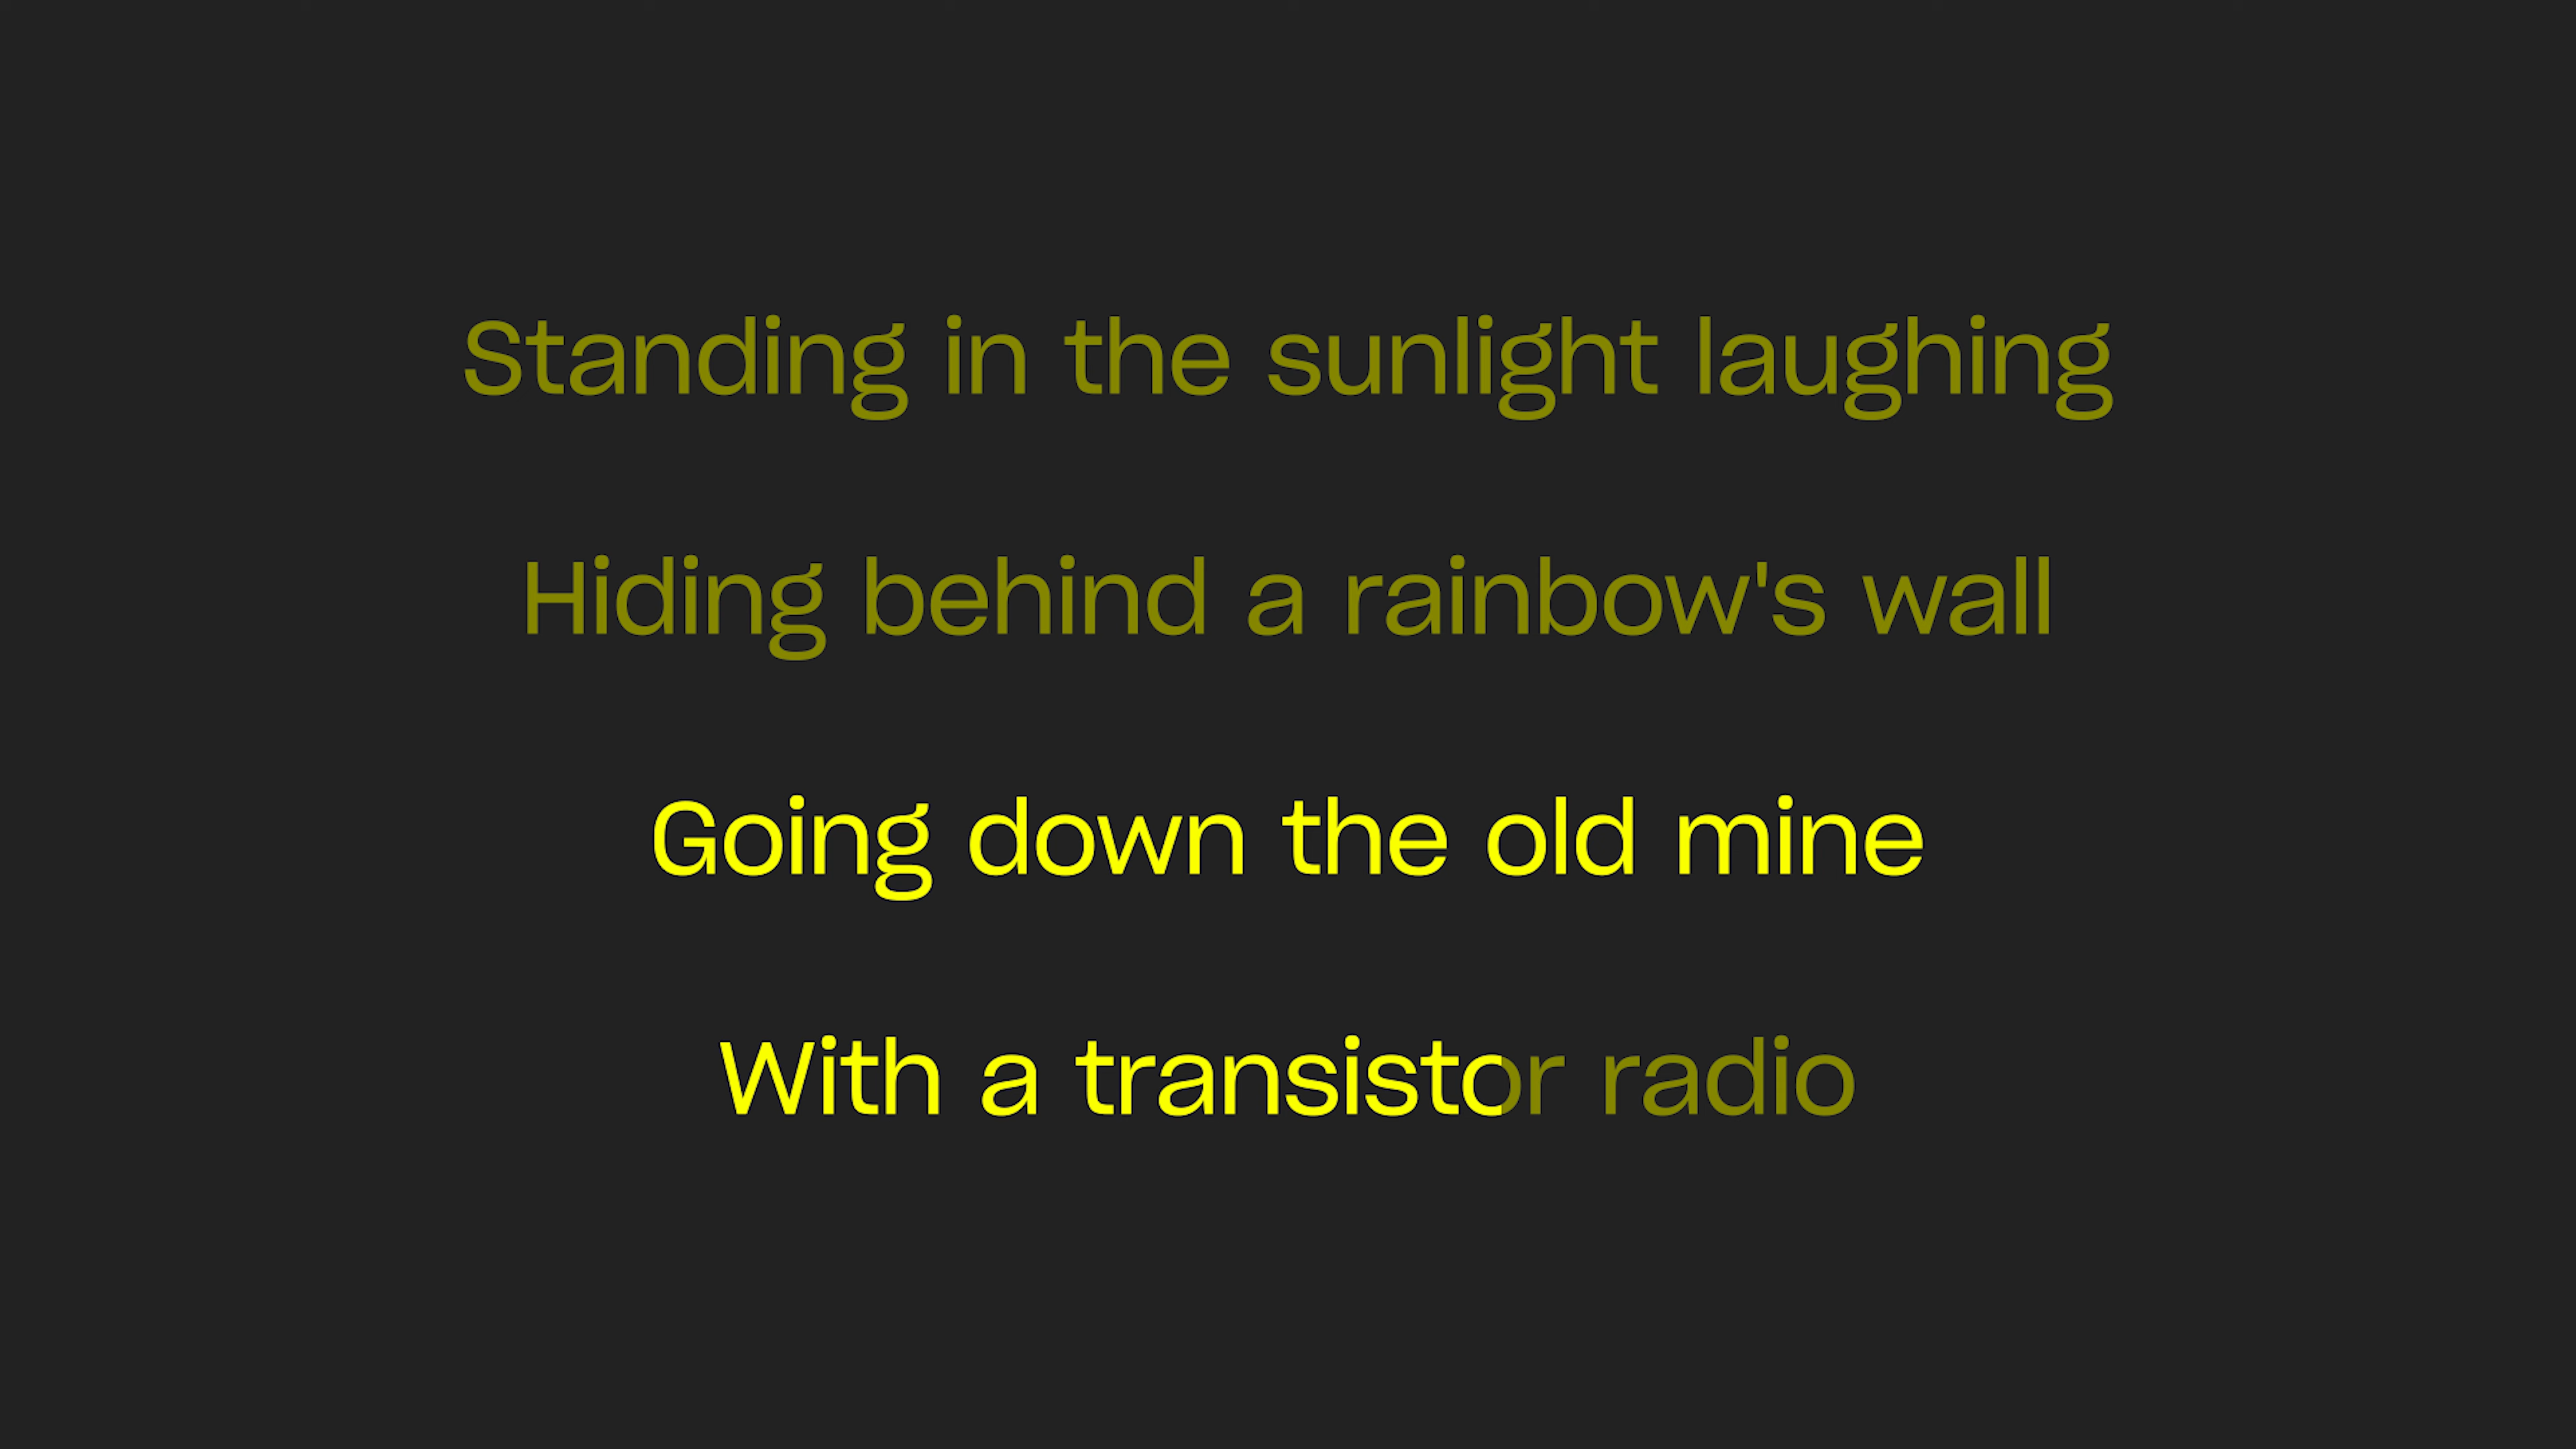 Standing in the sunlight laughing
Hiding behind a rainbow's wall
Going down the old mine
With a transistor radio